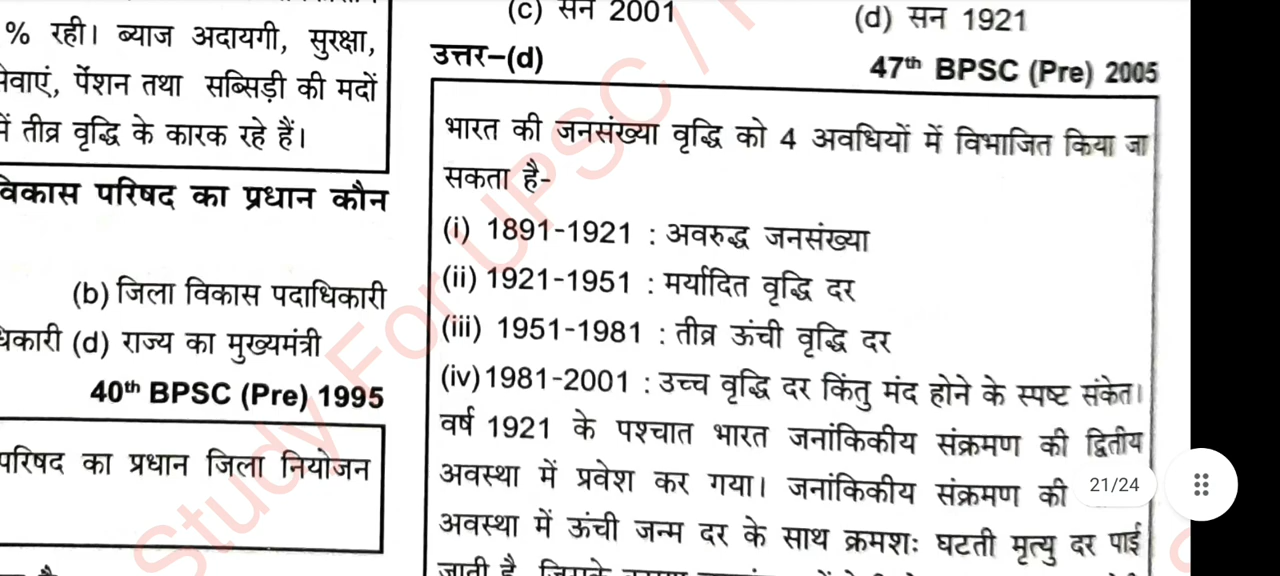 % रही। ब्याज अदायगी, सुरक्षा,
पेंशन तथा सब्सिड़ी की मदों
में तीव्र वृद्धि के कारक रहे हैं।
विकास परिषद का प्रधान कौन
(b) जिला विकास पदाधिकारी
(d) राज्य का मुख्यमंत्री
40th BPSC (Pre) 1995
परिषद का प्रधान जिला नियोजन
(c) सन 2001 (d) सन 1921
उत्तर–(d)
47th BPSC (Pre) 2005
भारत की जनसंख्या वृद्धि को 4 अवधियों में विभाजित किया जा
सकता है-
(i) 1891-1921 : अवरुद्ध जनसंख्या
(ii) 1921-1951 : मर्यादित वृद्धि दर
(iii) 1951-1981 : तीव्र ऊंची वृद्धि दर
(iv) 1981-2001 : उच्च वृद्धि दर किंतु मंद होने के स्पष्ट संकेत।
वर्ष 1921 के पश्चात भारत जनांकिकीय संक्रमण की द्वितीय
अवस्था में प्रवेश कर गया। जनांकिकीय संक्रमण की
अवस्था में ऊंची जन्म दर के साथ क्रमशः घटती मृत्यु दर पाई
21/24
Study For UPSC /